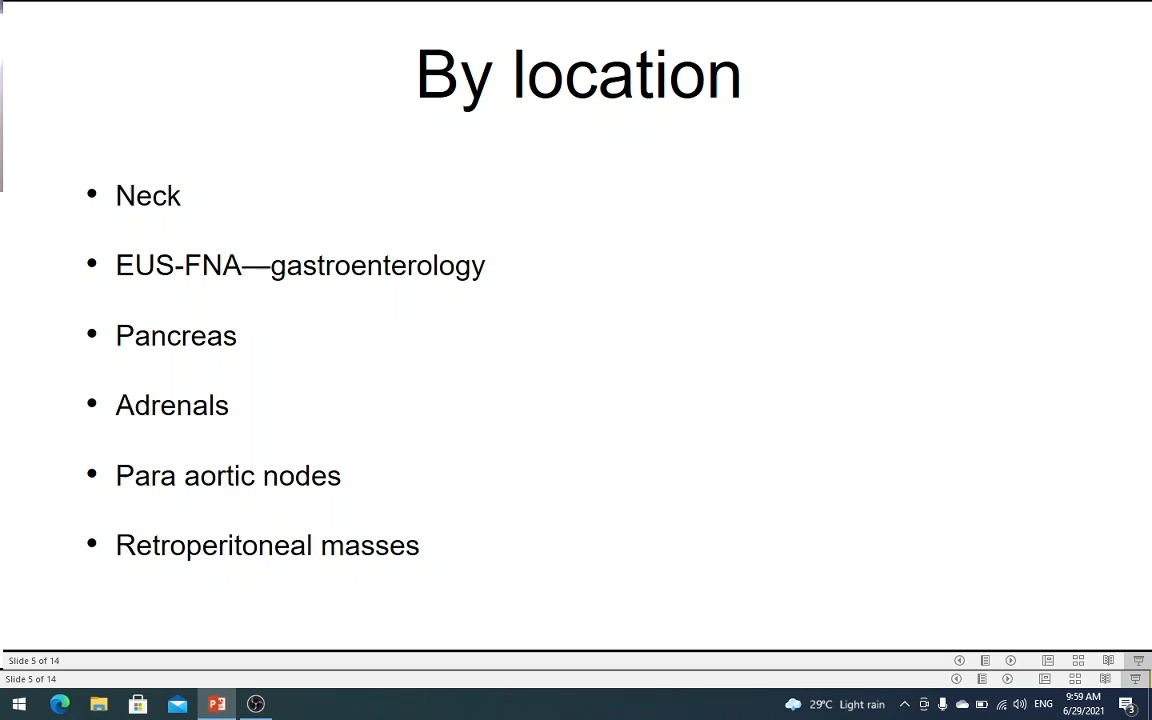 By location
• Neck
• EUS-FNA—gastroenterology
• Pancreas
• Adrenals
• Para aortic nodes
• Retroperitoneal masses
Slide 5 of 14
Slide 5 of 14
29°C Light rain
ENG
9:59 AM
6/29/2021
3